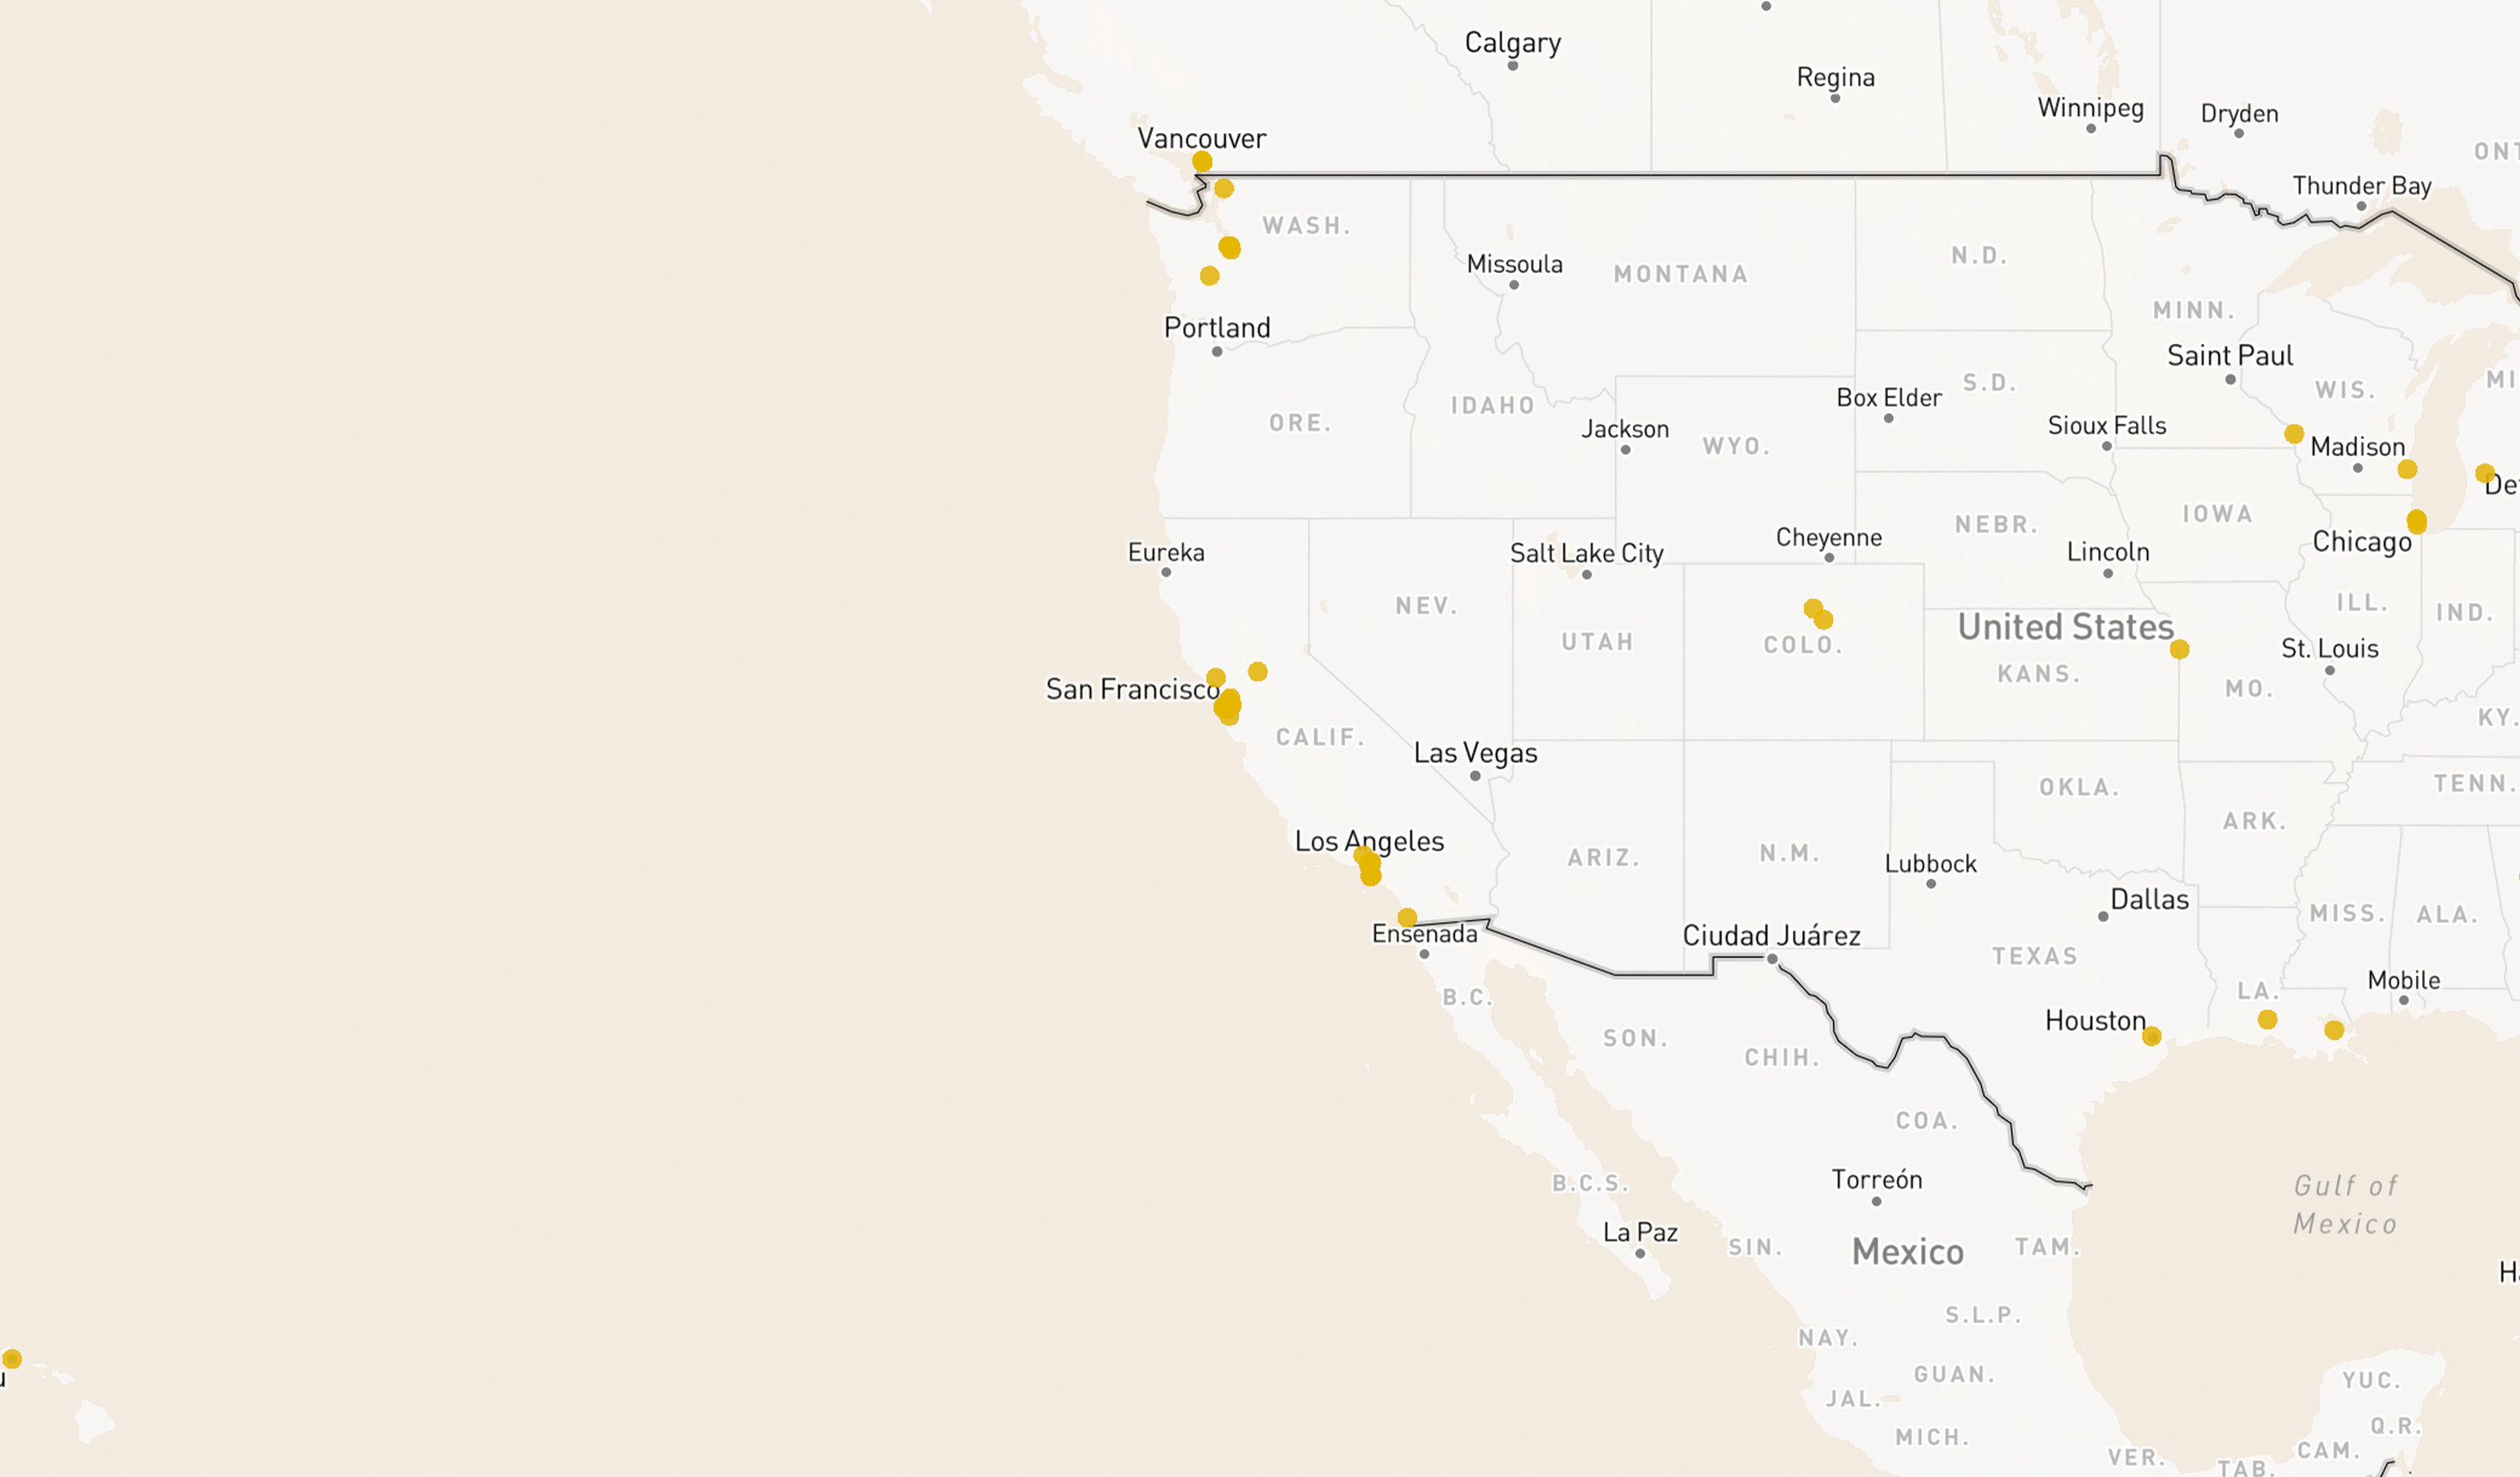 Calgary
Regina
Winnipeg
Dryden
Vancouver
ONT
Thunder Bay
WASH.
Missoula
MONTANA
N.D.
MINN.
Portland
Saint Paul
MI
S.D.
WIS.
Box Elder
IDAHO
ORE.
Sioux Falls
Jackson
WYO.
Madison
De
IOWA
NEBR.
Chicago
Cheyenne
Eureka
Salt Lake City
Lincoln
NEV.
ILL.
IND.
United States
UTAH
COLO.
St. Louis
KANS.
San Francisco
MO.
KY.
CALIF.
Las Vegas
TENN.
OKLA.
ARK.
Los Angeles
ARIZ.
N.M.
Lubbock
Dallas
MISS.
ALA.
Ensenada
Ciudad Juárez
TEXAS
Mobile
LA.
B.C.
Houston
SON.
CHIH.
COA.
Torreón
B.C.S.
Gulf of
Mexico
La Paz
SIN.
Mexico
TAM.
H
S.L.P.
NAY.
GUAN.
u
YUC.
JAL.
Q.R.
MICH.
CAM.
VER.
TAB.